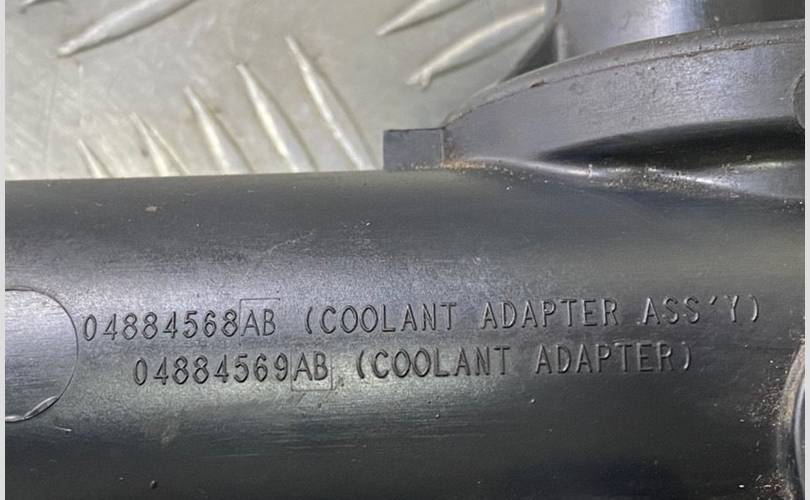 04884568AB (COOLANT ADAPTER ASS'Y)
04884569AB (COOLANT ADAPTER)